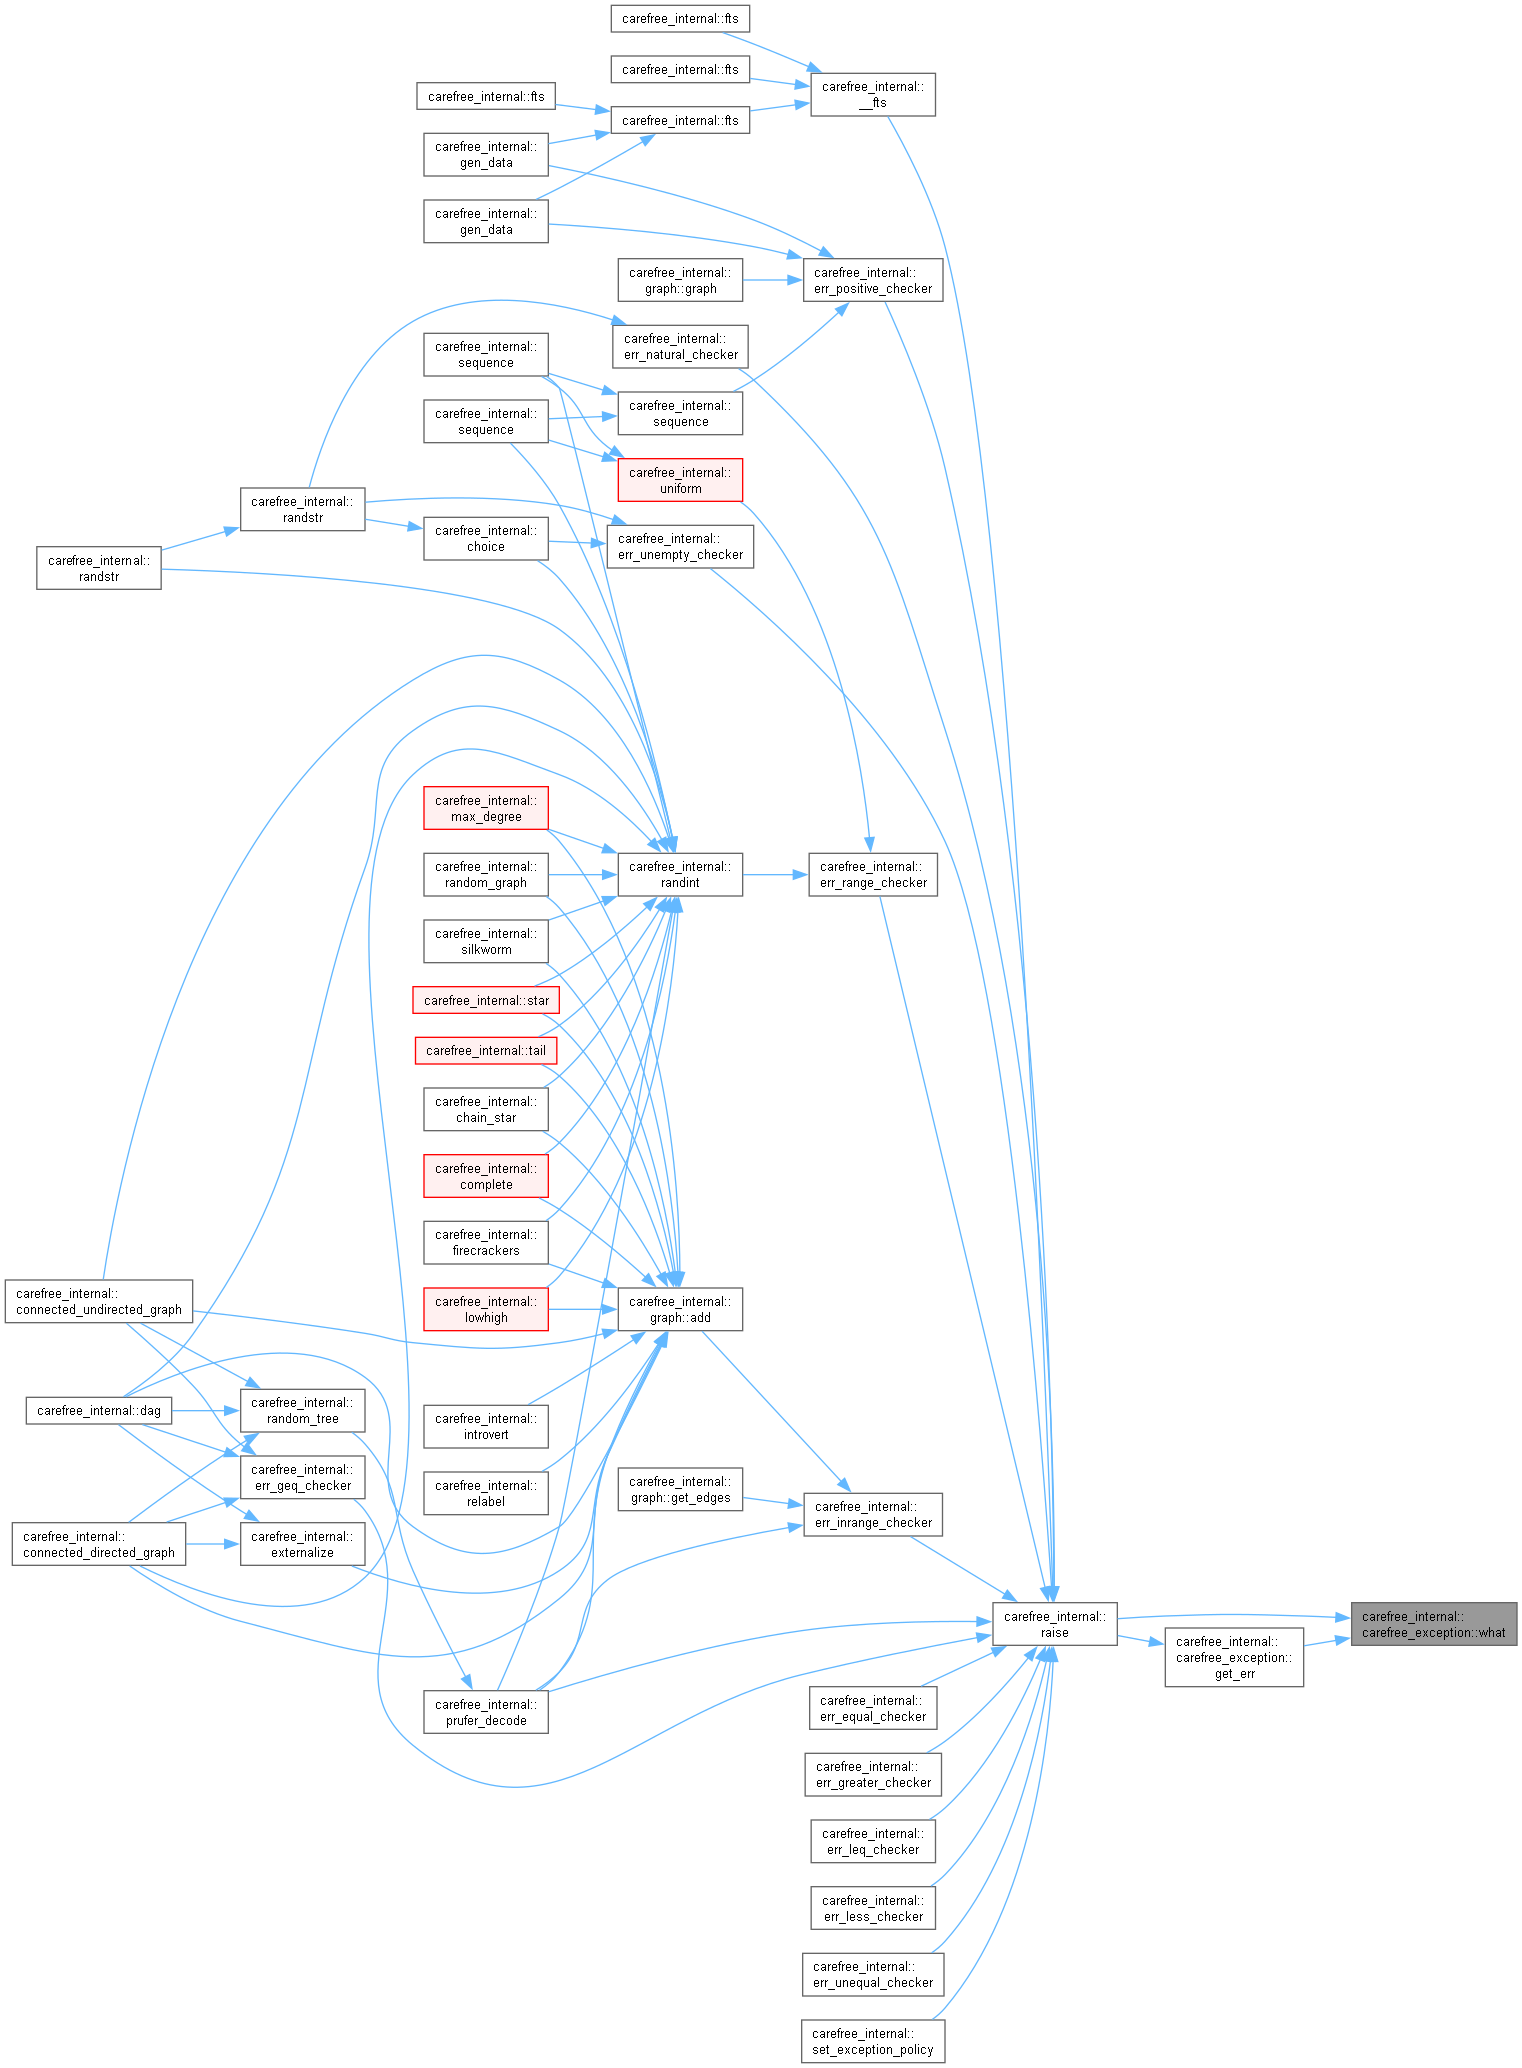 carefree_internal::fts
carefree_internal::fts
carefree_internal::
__fts
carefree_internal::fts
carefree_internal::fts
carefree_internal::
gen_data
carefree_internal::
gen_data
carefree_internal::
graph::graph
carefree_internal::
err_positive_checker
carefree_internal::
err_natural_checker
carefree_internal::
sequence
carefree_internal::
sequence
carefree_internal::
sequence
carefree_internal::
uniform
carefree_internal::
randstr
carefree_internal::
choice
carefree_internal::
err_unempty_checker
carefree_internal::
randstr
carefree_internal::
max_degree
carefree_internal::
random_graph
carefree_internal::
randint
carefree_internal::
err_range_checker
carefree_internal::
silkworm
carefree_internal::star
carefree_internal::tail
carefree_internal::
chain_star
carefree_internal::
complete
carefree_internal::
firecrackers
carefree_internal::
connected_undirected_graph
carefree_internal::
lowhigh
carefree_internal::
graph::add
carefree_internal::dag
carefree_internal::
random_tree
carefree_internal::
introvert
carefree_internal::
err_geq_checker
carefree_internal::
relabel
carefree_internal::
graph::get_edges
carefree_internal::
err_inrange_checker
carefree_internal::
connected_directed_graph
carefree_internal::
externalize
carefree_internal::
raise
carefree_internal::
carefree_exception::what
carefree_internal::
carefree_exception::
get_err
carefree_internal::
prufer_decode
carefree_internal::
err_equal_checker
carefree_internal::
err_greater_checker
carefree_internal::
err_leq_checker
carefree_internal::
err_less_checker
carefree_internal::
err_unequal_checker
carefree_internal::
set_exception_policy